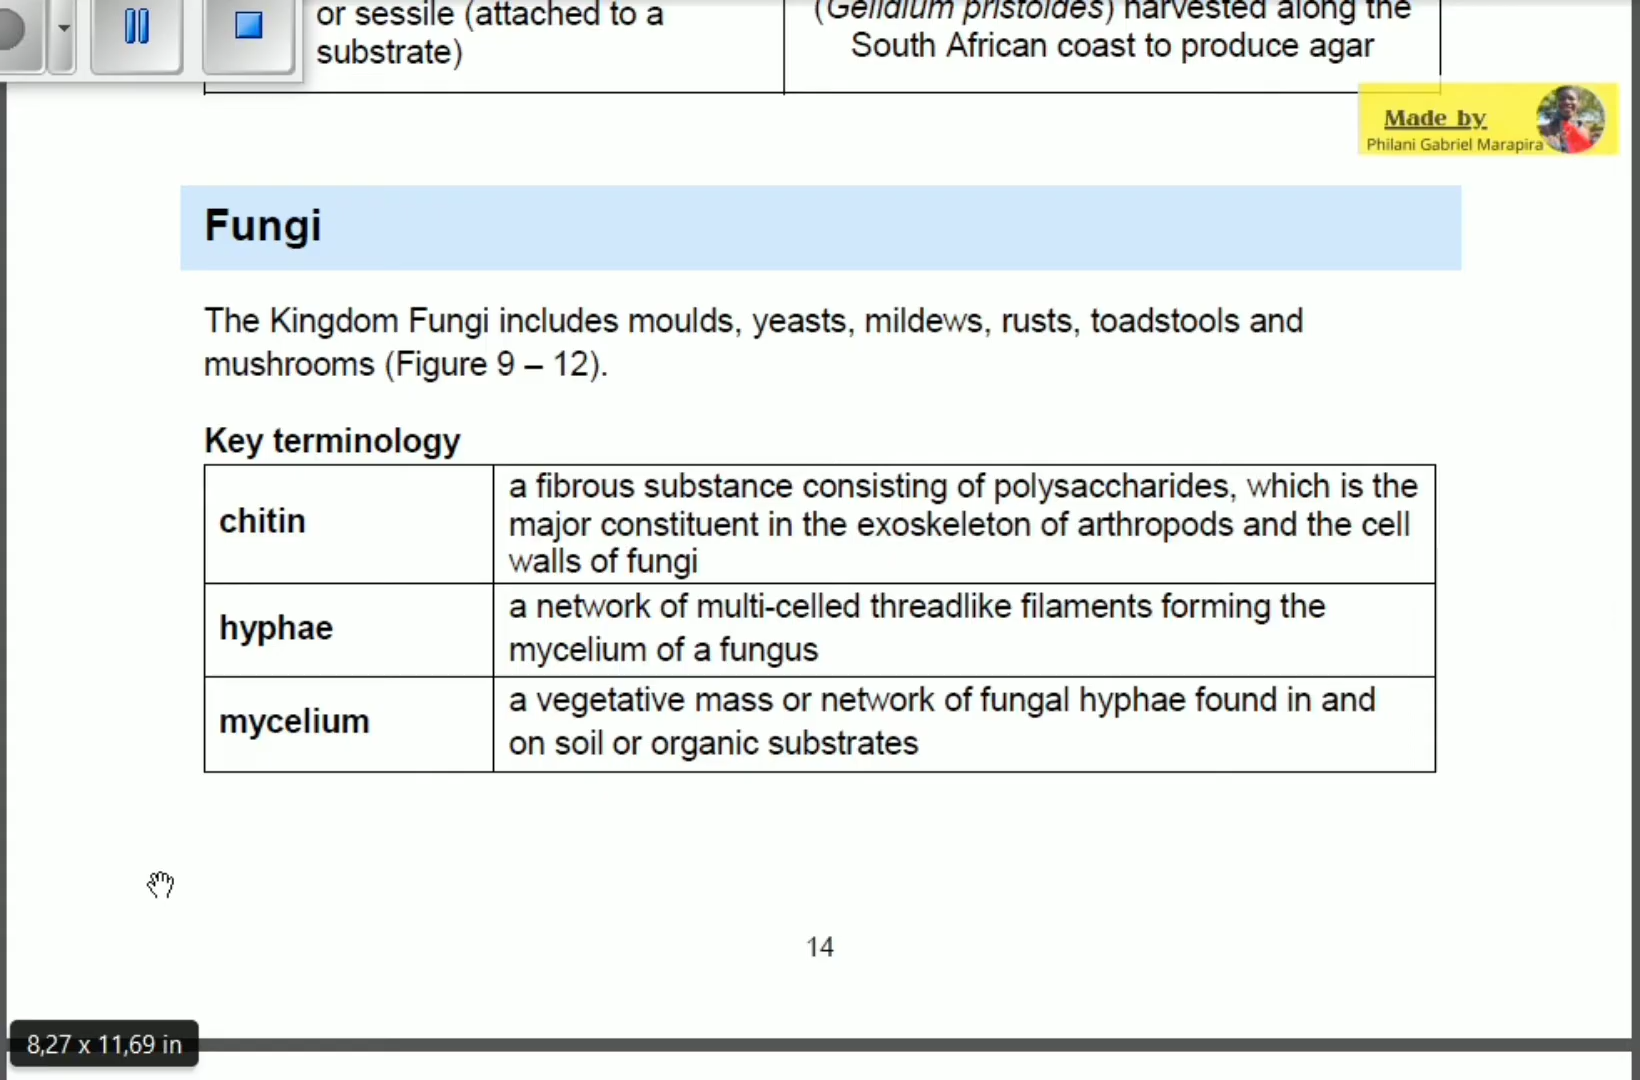 or sessile (attached to a
substrate)
(Gelidium pristoides) harvested along the
South African coast to produce agar
Made by
Philani Gabriel Marapira
Fungi
The Kingdom Fungi includes moulds, yeasts, mildews, rusts, toadstools and
mushrooms (Figure 9 – 12).
Key terminology
chitin
a fibrous substance consisting of polysaccharides, which is the
major constituent in the exoskeleton of arthropods and the cell
walls of fungi
hyphae
a network of multi-celled threadlike filaments forming the
mycelium of a fungus
mycelium
a vegetative mass or network of fungal hyphae found in and
on soil or organic substrates
14
8,27 x 11,69 in